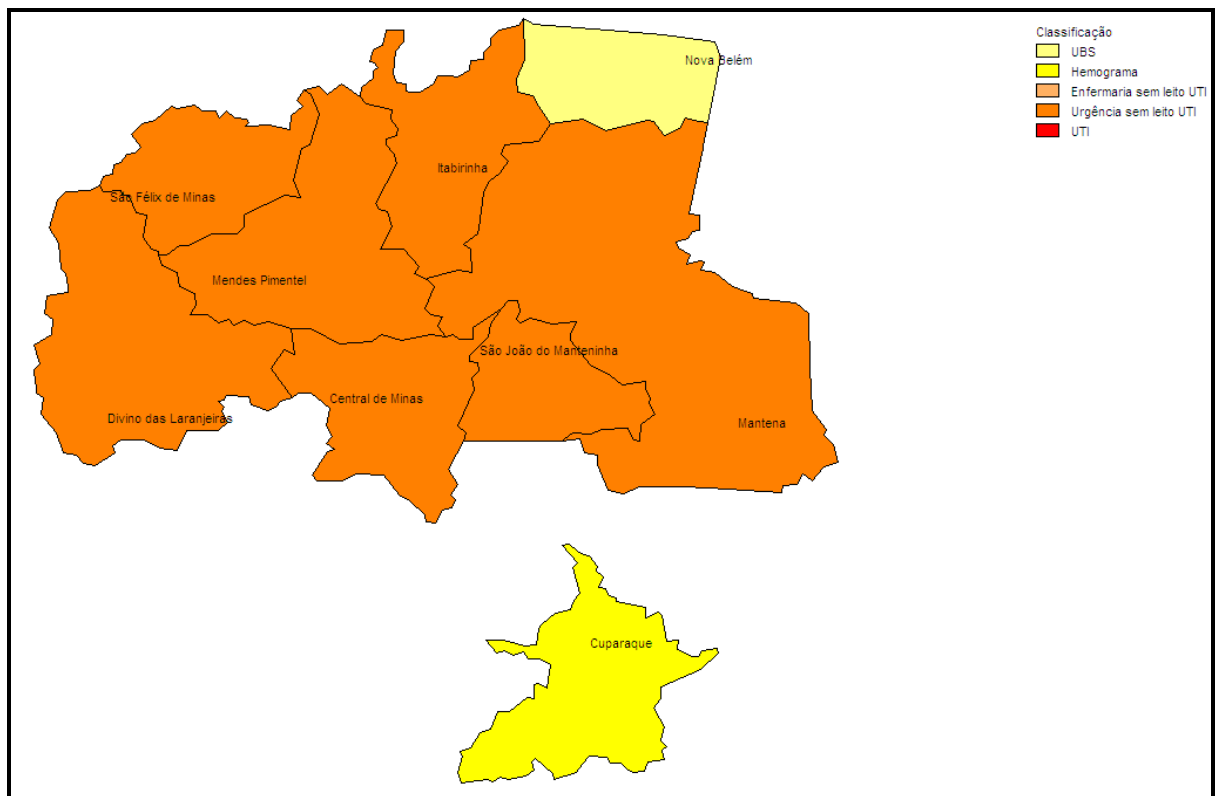 Classificação
UBS
Hemograma
Enfermaria sem leito UTI
Urgência sem leito UTI
UTI
Nova Belém
Itabirinha
São Félix de Minas
Mendes Pimentel
São João do Manteninha
Central de Minas
Divino das Laranjeiras
Mantena
Cuparaque